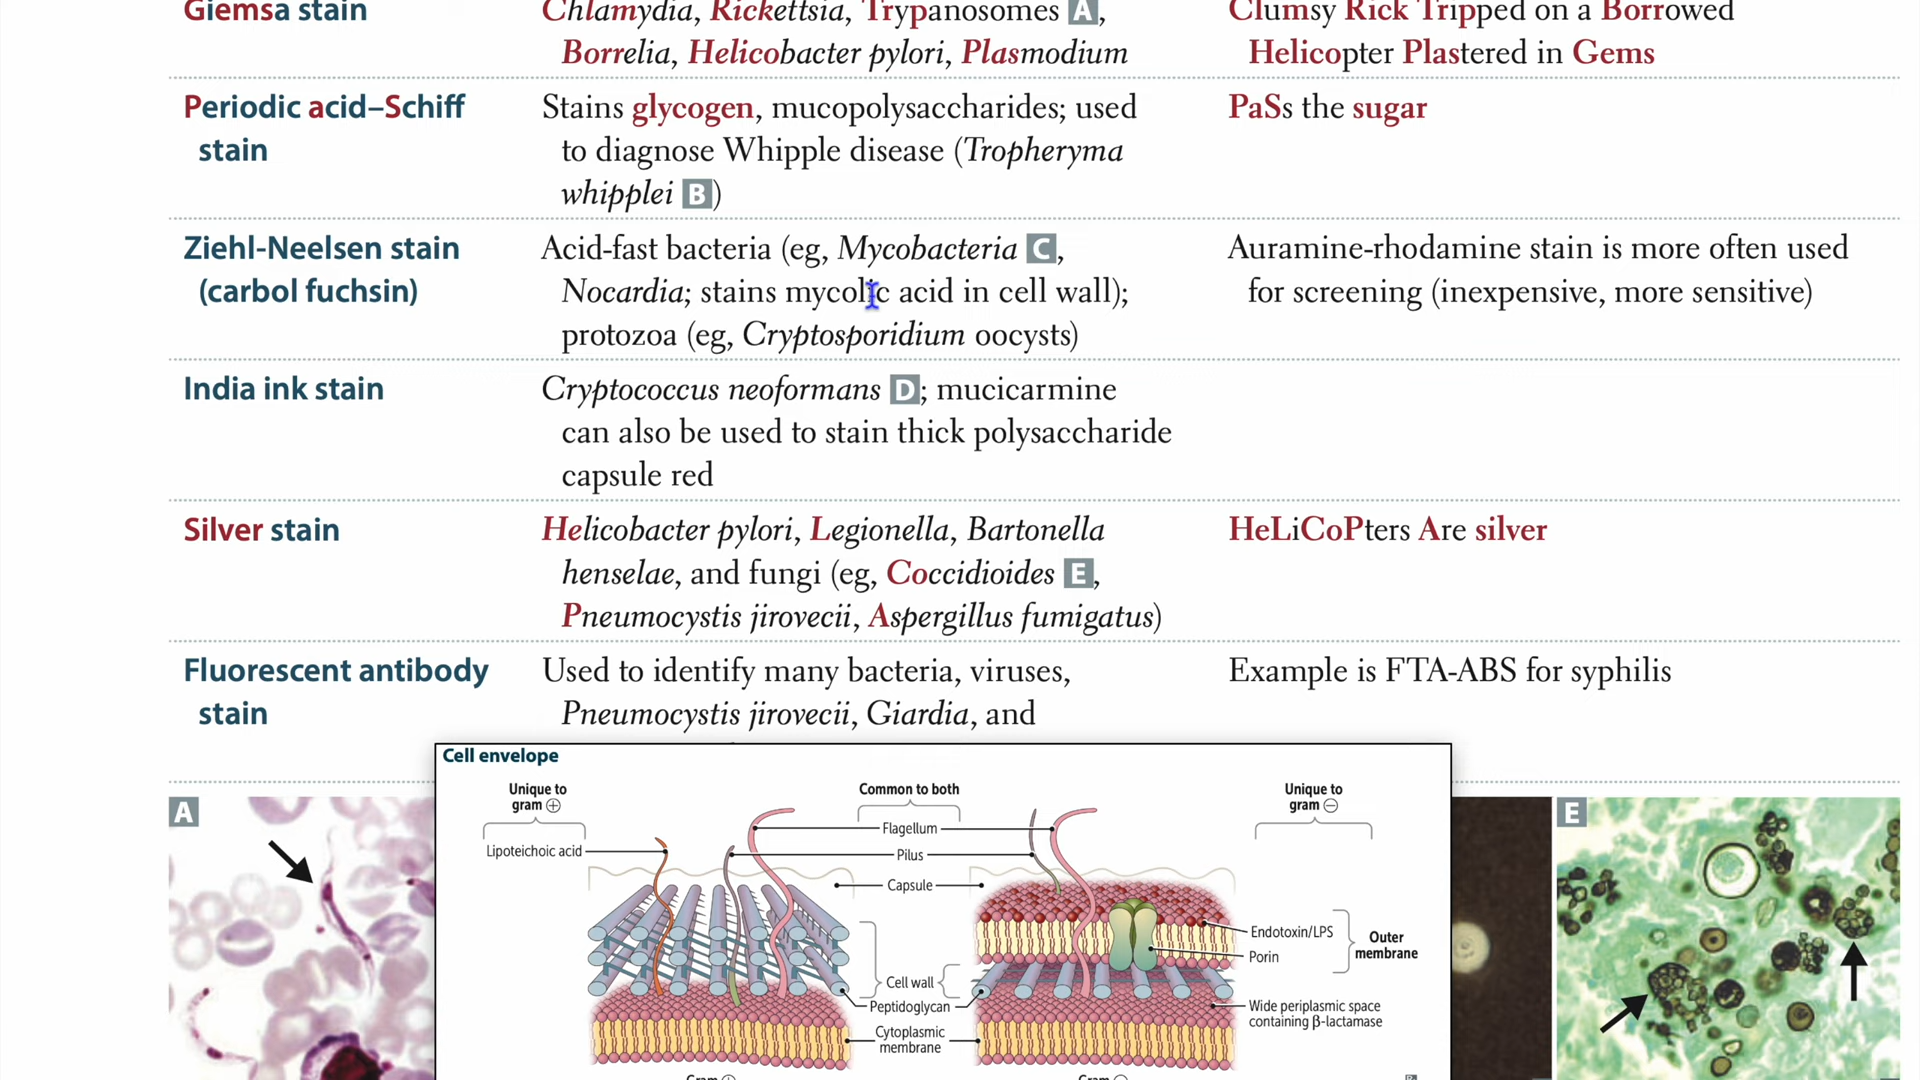 Giemsa stain
Chlamydia, Rickettsia, Trypanosomes A,
Borrelia, Helicobacter pylori, Plasmodium
Clumsy Rick Tripped on a Borrowed
Helicopter Plastered in Gems
Periodic acid–Schiff
stain
Stains glycogen, mucopolysaccharides; used
to diagnose Whipple disease (Tropheryma
whipplei B)
PaSs the sugar
Ziehl-Neelsen stain
(carbol fuchsin)
Acid-fast bacteria (eg, Mycobacteria C,
Nocardia; stains mycolic acid in cell wall);
protozoa (eg, Cryptosporidium oocysts)
Auramine-rhodamine stain is more often used
for screening (inexpensive, more sensitive)
India ink stain
Cryptococcus neoformans D; mucicarmine
can also be used to stain thick polysaccharide
capsule red
Silver stain
Helicobacter pylori, Legionella, Bartonella
henselae, and fungi (eg, Coccidioides E,
Pneumocystis jirovecii, Aspergillus fumigatus)
HeLiCoPters Are silver
Fluorescent antibody
stain
Used to identify many bacteria, viruses,
Pneumocystis jirovecii, Giardia, and
Example is FTA-ABS for syphilis
A
E
Cell envelope
Unique to
gram ⊕
Common to both
Unique to
gram ⊖
Flagellum
Lipoteichoic acid
Pilus
Capsule
Endotoxin/LPS
Porin
Outer
membrane
Cell wall
Peptidoglycan
Wide periplasmic space
containing β-lactamase
Cytoplasmic
membrane